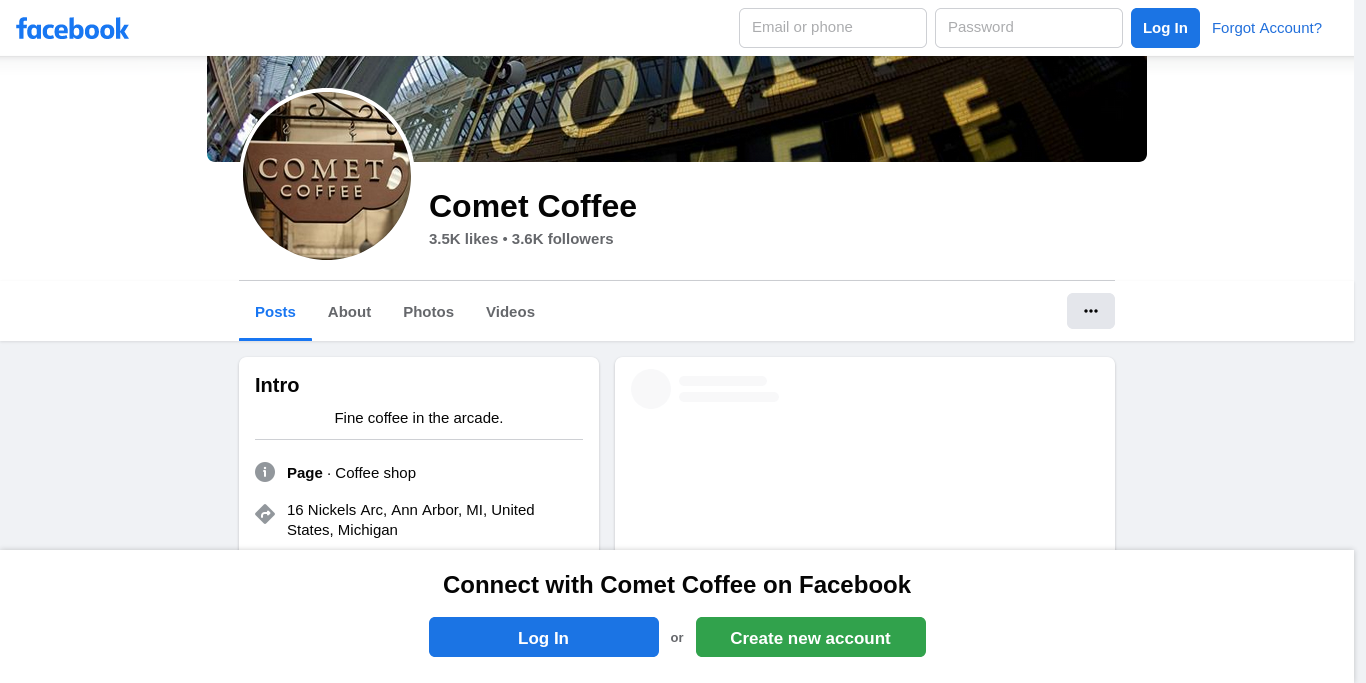 facebook
Email or phone
Password
Log In
Forgot Account?
COMET
COFFEE
COMET
COFFEE
Comet Coffee
3.5K likes • 3.6K followers
Posts
About
Photos
Videos
Intro
Fine coffee in the arcade.
Page · Coffee shop
16 Nickels Arc, Ann Arbor, MI, United
States, Michigan
Connect with Comet Coffee on Facebook
Log In
or
Create new account